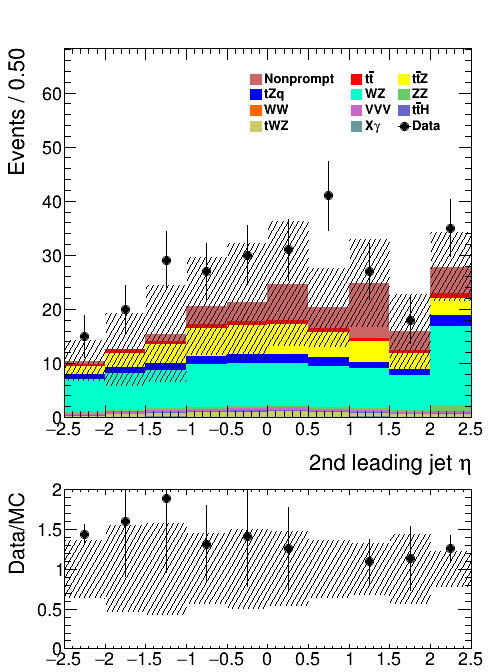 Events / 0.50
60
50
40
30
20
10
0
Nonprompt tt̄ tt̄Z
tZq WZ ZZ
WW VVV tt̄H
tWZ Xγ Data
−2.5 −2 −1.5 −1 −0.5 0 0.5 1 1.5 2 2.5
2nd leading jet η
Data/MC
2
1.5
1
0.5
0
−2.5 −2 −1.5 −1 −0.5 0 0.5 1 1.5 2 2.5